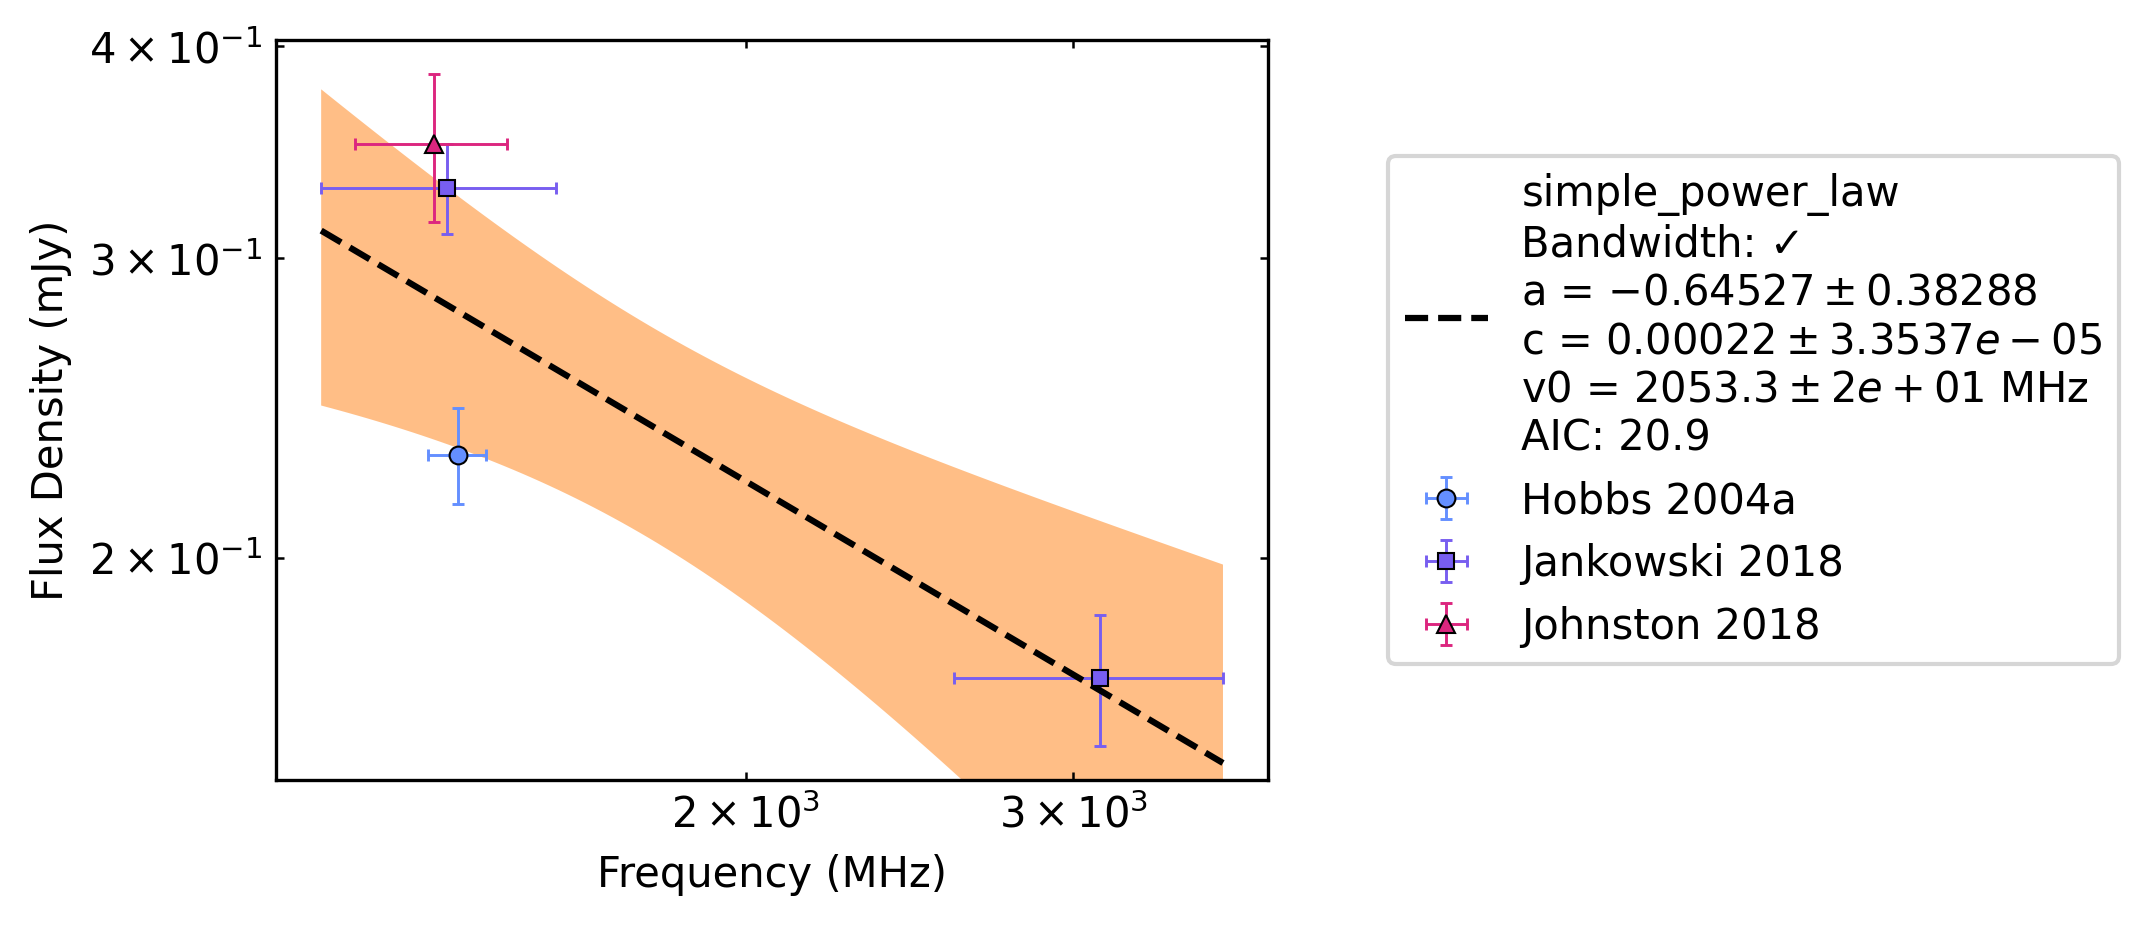 4 × 10⁻¹
3 × 10⁻¹
2 × 10⁻¹
Flux Density (mJy)
2 × 10³
3 × 10³
Frequency (MHz)
simple_power_law
Bandwidth: ✓
a = −0.64527 ± 0.38288
c = 0.00022 ± 3.3537e − 05
v0 = 2053.3 ± 2e + 01 MHz
AIC: 20.9
Hobbs 2004a
Jankowski 2018
Johnston 2018